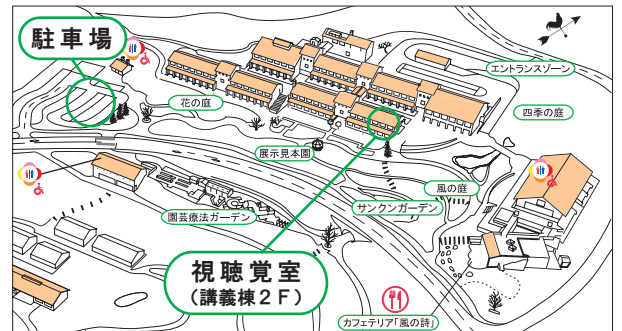 駐車場
エントランスゾーン
花の庭
四季の庭
展示見本園
風の庭
サンクンガーデン
園芸療法ガーデン
視聴覚室
(講義棟2F)
カフェテリア「風の詩」